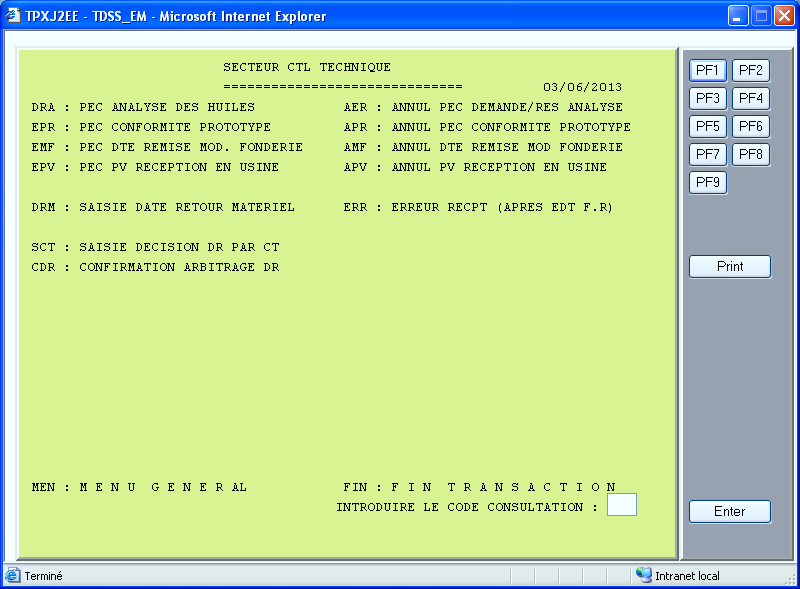 TPXJ2EE - TDSS_EM - Microsoft Internet Explorer
SECTEUR CTL TECHNIQUE
============================== 03/06/2013
DRA : PEC ANALYSE DES HUILES AER : ANNUL PEC DEMANDE/RES ANALYSE
EPR : PEC CONFORMITE PROTOTYPE APR : ANNUL PEC CONFORMITE PROTOTYPE
EMF : PEC DTE REMISE MOD. FONDERIE AMF : ANNUL DTE REMISE MOD FONDERIE
EPV : PEC PV RECEPTION EN USINE APV : ANNUL PV RECEPTION EN USINE
DRM : SAISIE DATE RETOUR MATERIEL ERR : ERREUR RECPT (APRES EDT F.R)
SCT : SAISIE DECISION DR PAR CT
CDR : CONFIRMATION ARBITRAGE DR
MEN : M E N U G E N E R AL FIN : F I N T R A N S A C T I O N
INTRODUIRE LE CODE CONSULTATION :
PF1 PF2
PF3 PF4
PF5 PF6
PF7 PF8
PF9
Print
Enter
Terminé Intranet local